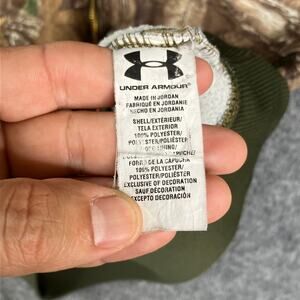 UNDER ARMOUR
MADE IN JORDAN
FABRIQUÉ EN JORDANIE
HECHO EN JORDANIA
SHELL/EXTÉRIEUR/
TELA EXTERIOR
100% POLYESTER/
POLYESTER/POLIÉSTER
FORRO DE LA CAPUCHA
100% POLYESTER/
POLYESTER/POLIÉSTER
EXCLUSIVE OF DECORATION
SAUF DÉCORATION
EXCEPTO DECORACIÓN